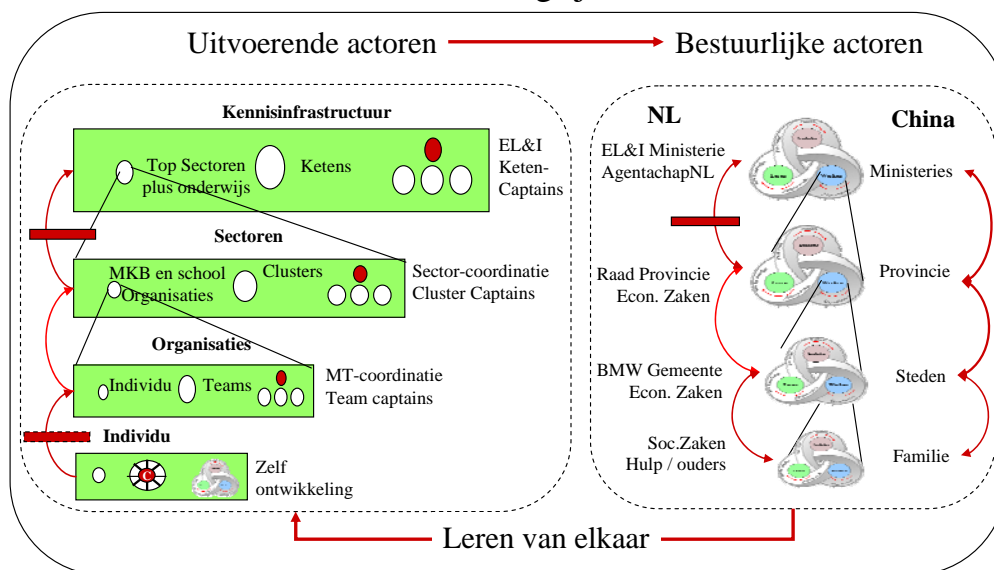 Uitvoerende actoren
Bestuurlijke actoren
Kennisinfrastructuur
Top Sectoren
plus onderwijs
Ketens
EL&I
Keten-
Captains
Sectoren
MKB en school
Organisaties
Clusters
Sector-coordinatie
Cluster Captains
Organisaties
Individu
Teams
MT-coordinatie
Team captains
Individu
C
Zelf
ontwikkeling
NL
China
EL&I Ministerie
AgentachapNL
Ministeries
Raad Provincie
Econ. Zaken
Provincie
BMW Gemeente
Econ. Zaken
Steden
Soc.Zaken
Hulp / ouders
Familie
Leren van elkaar